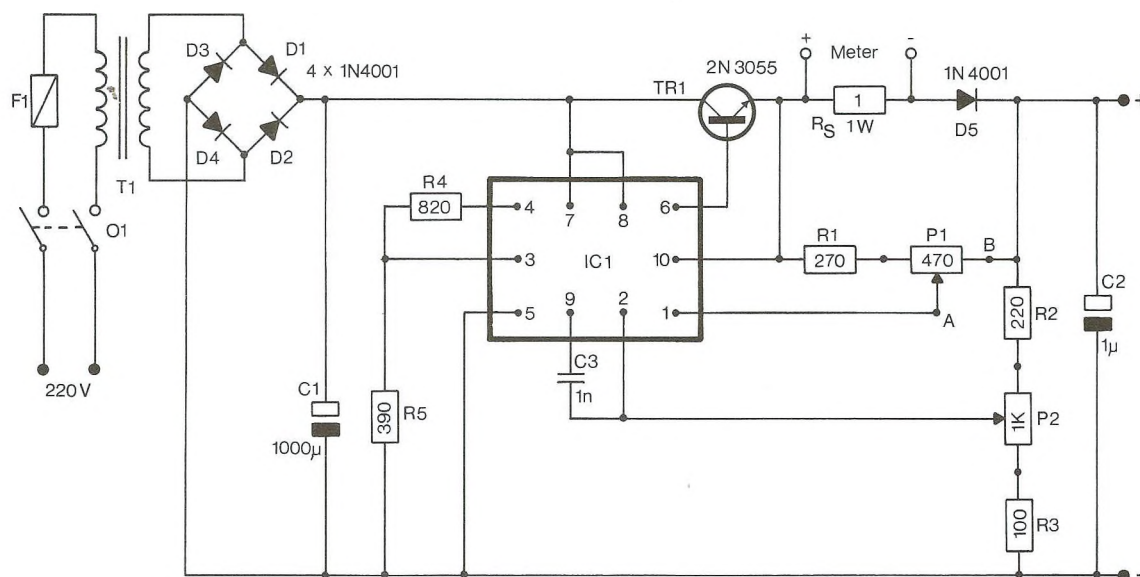 F1
T1
O1
220 V
D3
D1
D4
D2
4 × 1N4001
C1
1000µ
R4
820
390
R5
4
3
5
7
8
IC1
9
2
6
10
1
C3
1n
TR1
2N 3055
+
Meter
-
1
R_S
1W
1N 4001
D5
R1
270
P1
470
B
A
220
R2
1K
P2
100
R3
C2
1µ
+
-